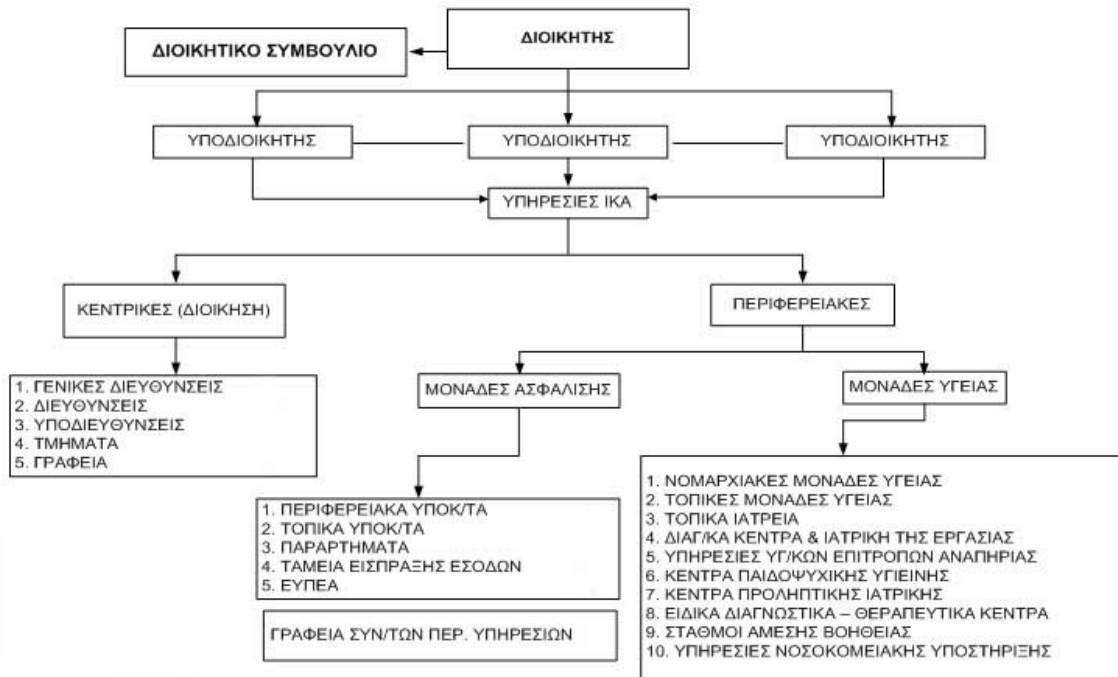 ΔΙΟΙΚΗΤΗΣ
ΔΙΟΙΚΗΤΙΚΟ ΣΥΜΒΟΥΛΙΟ
ΥΠΟΔΙΟΙΚΗΤΗΣ
ΥΠΟΔΙΟΙΚΗΤΗΣ
ΥΠΟΔΙΟΙΚΗΤΗΣ
ΥΠΗΡΕΣΙΕΣ ΙΚΑ
ΚΕΝΤΡΙΚΕΣ (ΔΙΟΙΚΗΣΗ)
ΠΕΡΙΦΕΡΕΙΑΚΕΣ
1. ΓΕΝΙΚΕΣ ΔΙΕΥΘΥΝΣΕΙΣ
2. ΔΙΕΥΘΥΝΣΕΙΣ
3. ΥΠΟΔΙΕΥΘΥΝΣΕΙΣ
4. ΤΜΗΜΑΤΑ
5. ΓΡΑΦΕΙΑ
ΜΟΝΑΔΕΣ ΑΣΦΑΛΙΣΗΣ
ΜΟΝΑΔΕΣ ΥΓΕΙΑΣ
1. ΠΕΡΙΦΕΡΕΙΑΚΑ ΥΠΟΚ/ΤΑ
2. ΤΟΠΙΚΑ ΥΠΟΚ/ΤΑ
3. ΠΑΡΑΡΤΗΜΑΤΑ
4. ΤΑΜΕΙΑ ΕΙΣΠΡΑΞΗΣ ΕΣΟΔΩΝ
5. ΕΥΠΕΑ
ΓΡΑΦΕΙΑ ΣΥΝ/ΤΩΝ ΠΕΡ. ΥΠΗΡΕΣΙΩΝ
1. ΝΟΜΑΡΧΙΑΚΕΣ ΜΟΝΑΔΕΣ ΥΓΕΙΑΣ
2. ΤΟΠΙΚΕΣ ΜΟΝΑΔΕΣ ΥΓΕΙΑΣ
3. ΤΟΠΙΚΑ ΙΑΤΡΕΙΑ
4. ΔΙΑΓ/ΚΑ ΚΕΝΤΡΑ & ΙΑΤΡΙΚΗ ΤΗΣ ΕΡΓΑΣΙΑΣ
5. ΥΠΗΡΕΣΙΕΣ ΥΓ/ΚΩΝ ΕΠΙΤΡΟΠΩΝ ΑΝΑΠΗΡΙΑΣ
6. ΚΕΝΤΡΑ ΠΑΙΔΟΨΥΧΙΚΗΣ ΥΓΙΕΙΝΗΣ
7. ΚΕΝΤΡΑ ΠΡΟΛΗΠΤΙΚΗΣ ΙΑΤΡΙΚΗΣ
8. ΕΙΔΙΚΑ ΔΙΑΓΝΩΣΤΙΚΑ – ΘΕΡΑΠΕΥΤΙΚΑ ΚΕΝΤΡΑ
9. ΣΤΑΘΜΟΙ ΑΜΕΣΗΣ ΒΟΗΘΕΙΑΣ
10. ΥΠΗΡΕΣΙΕΣ ΝΟΣΟΚΟΜΕΙΑΚΗΣ ΥΠΟΣΤΗΡΙΞΗΣ